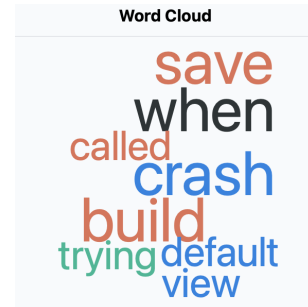 Word Cloud
save
when
called
crash
build
trying default
view